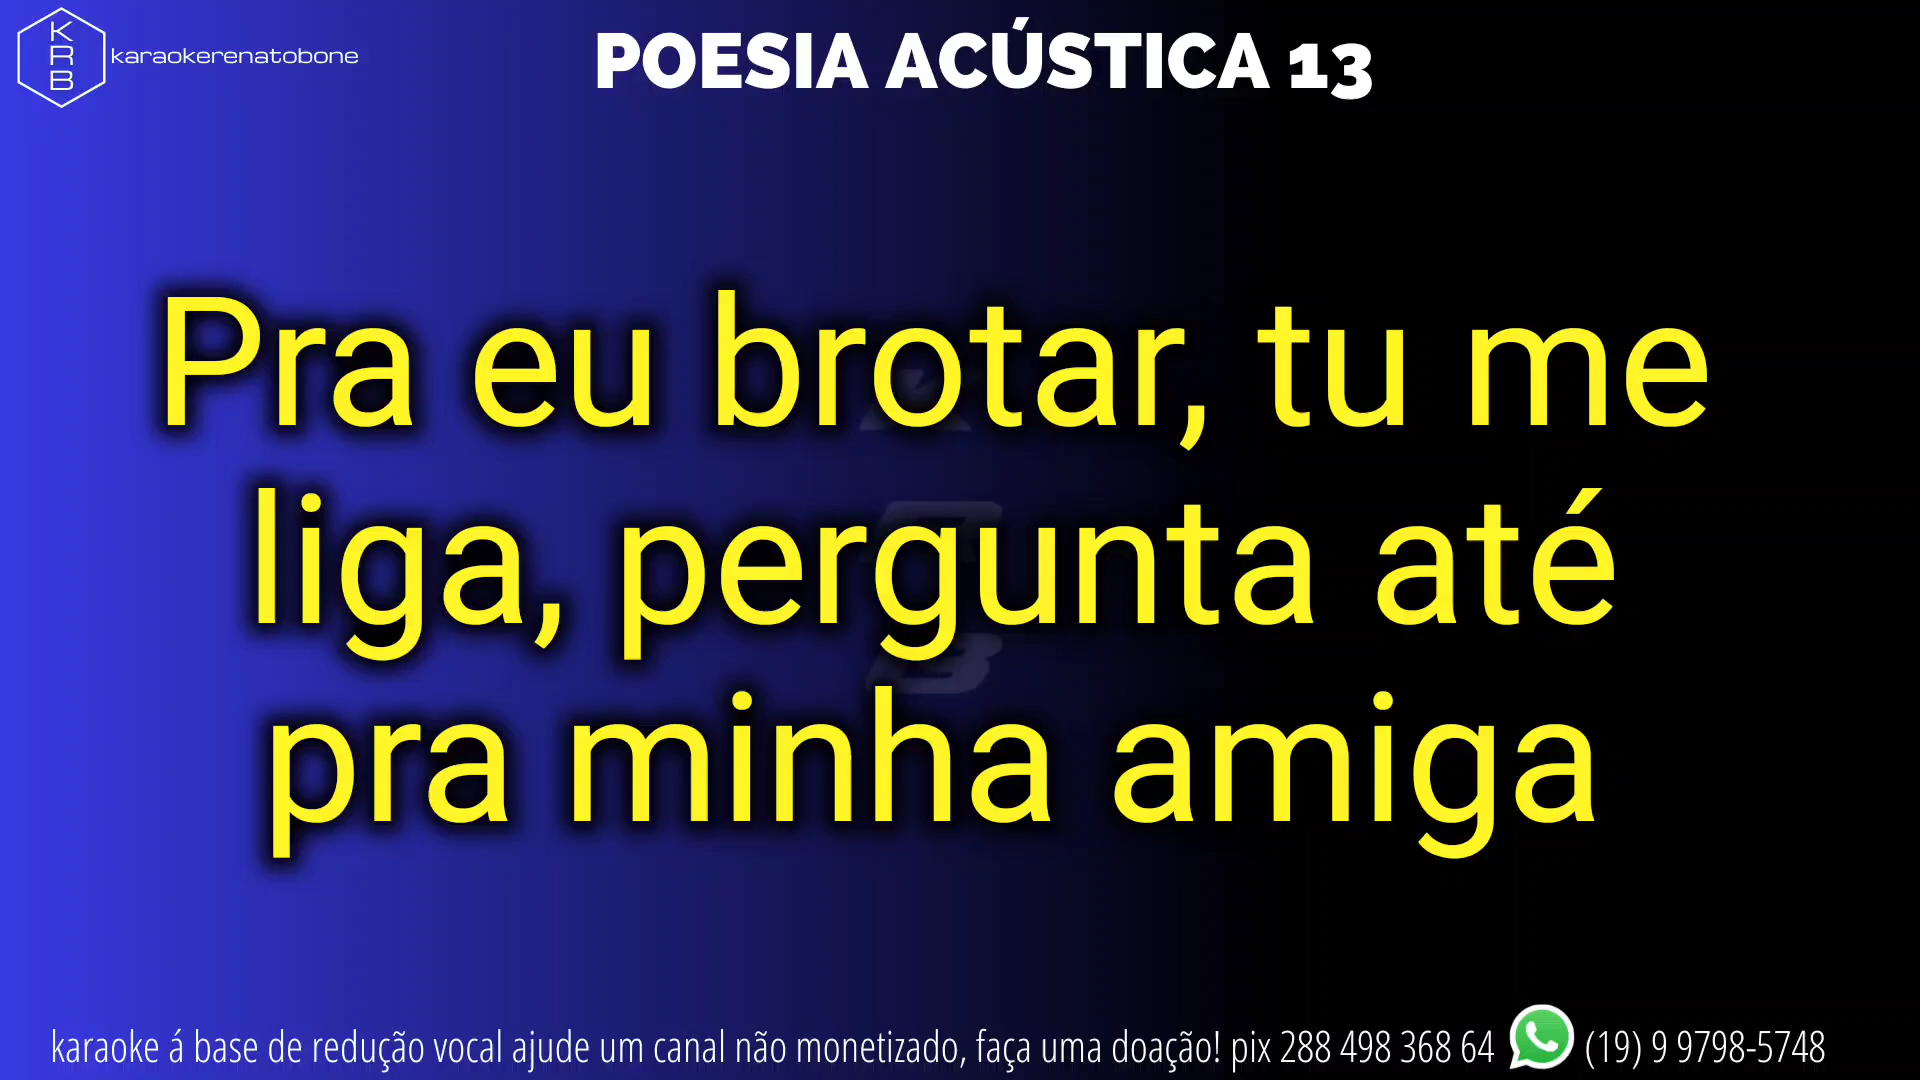 K
R
B
karaokerenatobone
POESIA ACÚSTICA 13
Pra eu brotar, tu me
liga, pergunta até
pra minha amiga
karaoke á base de redução vocal ajude um canal não monetizado, faça uma doação! pix 288 498 368 64 (19) 9 9798-5748